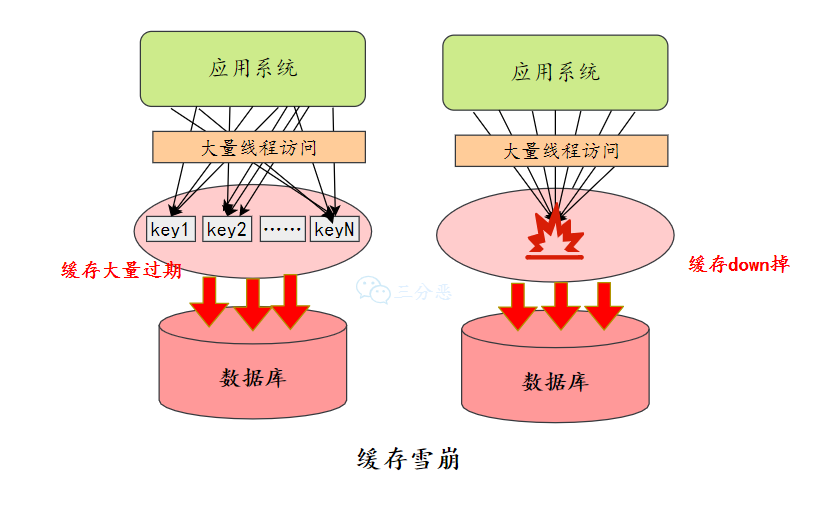 应用系统
大量线程访问
key1 key2 …… keyN
缓存大量过期
数据库
应用系统
大量线程访问
缓存down掉
数据库
三分恶
缓存雪崩